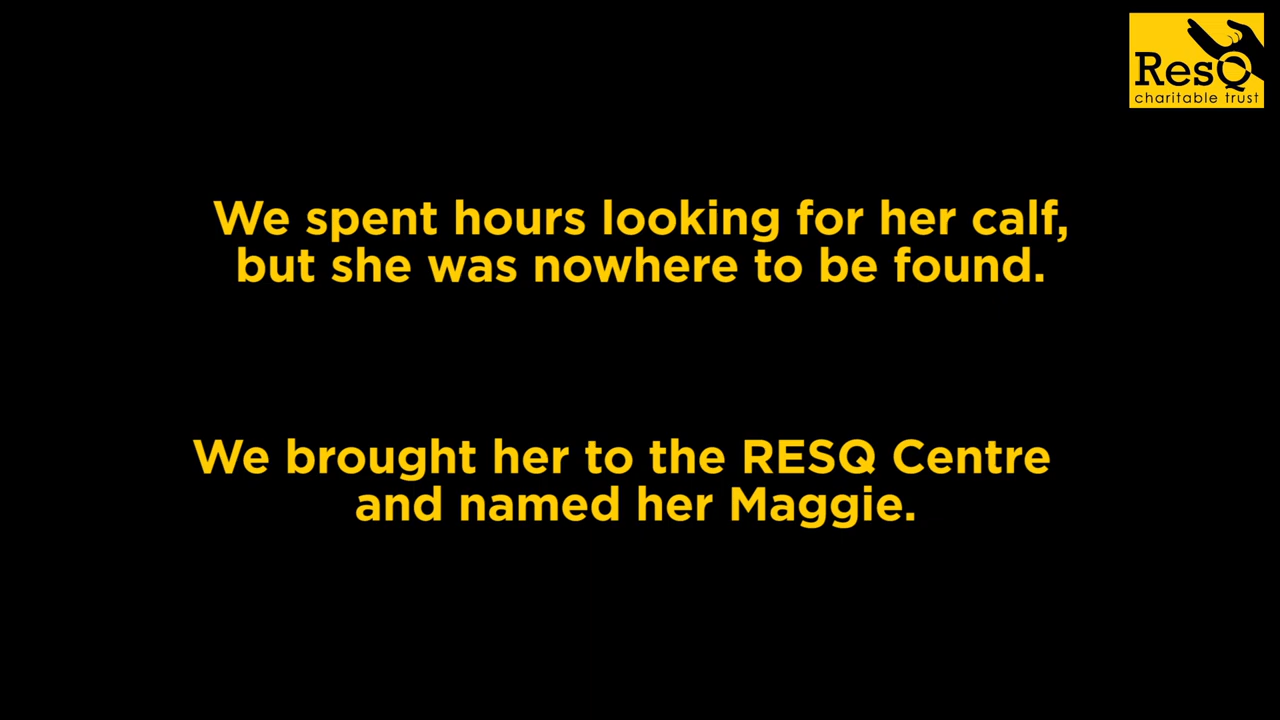 ResQ
charitable trust
We spent hours looking for her calf,
but she was nowhere to be found.
We brought her to the RESQ Centre
and named her Maggie.